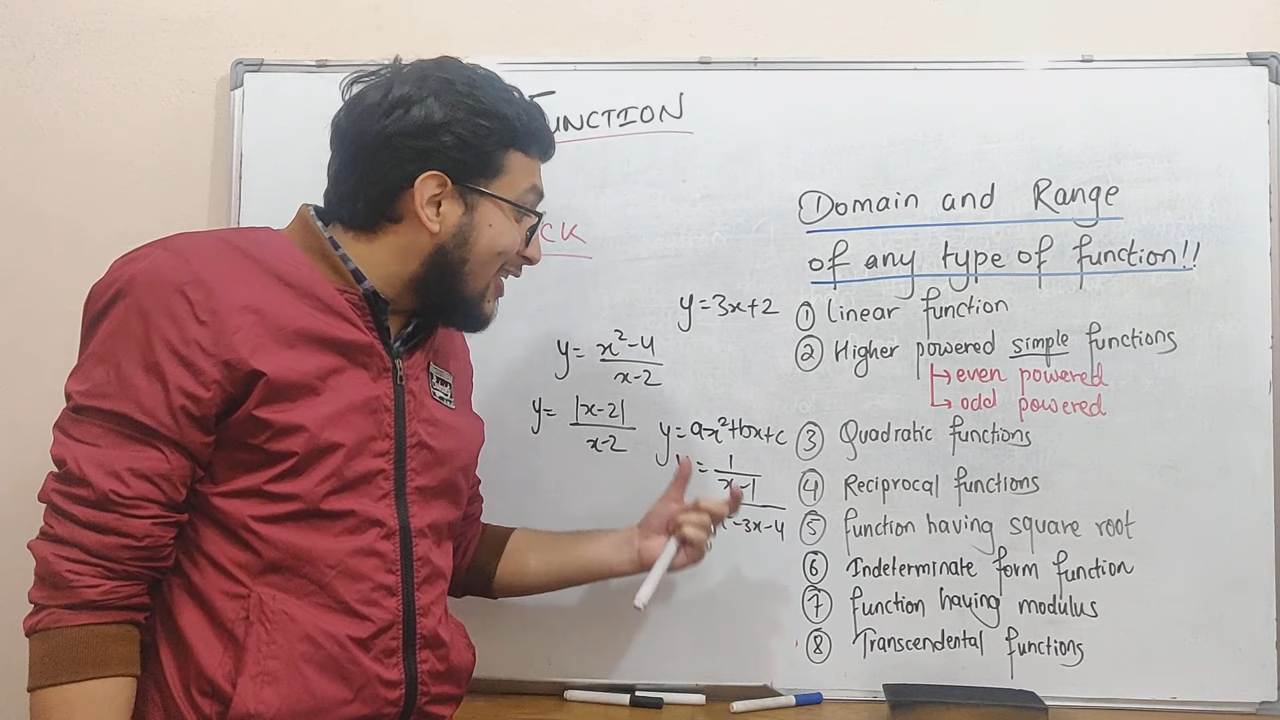 FUNCTION
CK
Domain and Range
of any type of function!!
y=3x+2
① linear function
② Higher powered simple functions
↳ even powered
↳ odd powered
y = (x²-4)/(x-2)
y = |x-2|/(x-2)
y=ax²+bx+c
③ Quadratic functions
= 1/(x-1)
④ Reciprocal functions
-3x-4
⑤ function having square root
⑥ Indeterminate form function
⑦ function having modulus
⑧ Transcendental functions